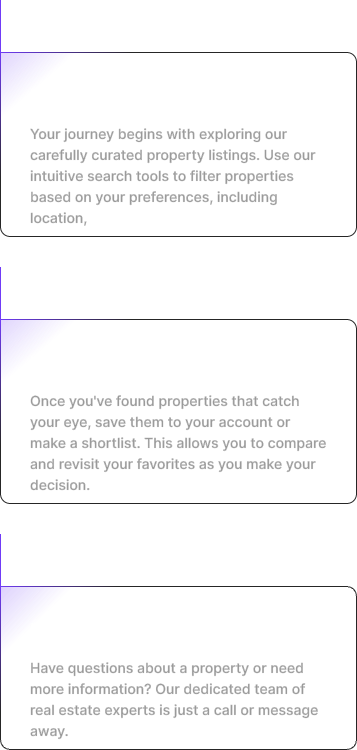 Your journey begins with exploring our
carefully curated property listings. Use our
intuitive search tools to filter properties
based on your preferences, including
location,
Once you've found properties that catch
your eye, save them to your account or
make a shortlist. This allows you to compare
and revisit your favorites as you make your
decision.
Have questions about a property or need
more information? Our dedicated team of
real estate experts is just a call or message
away.